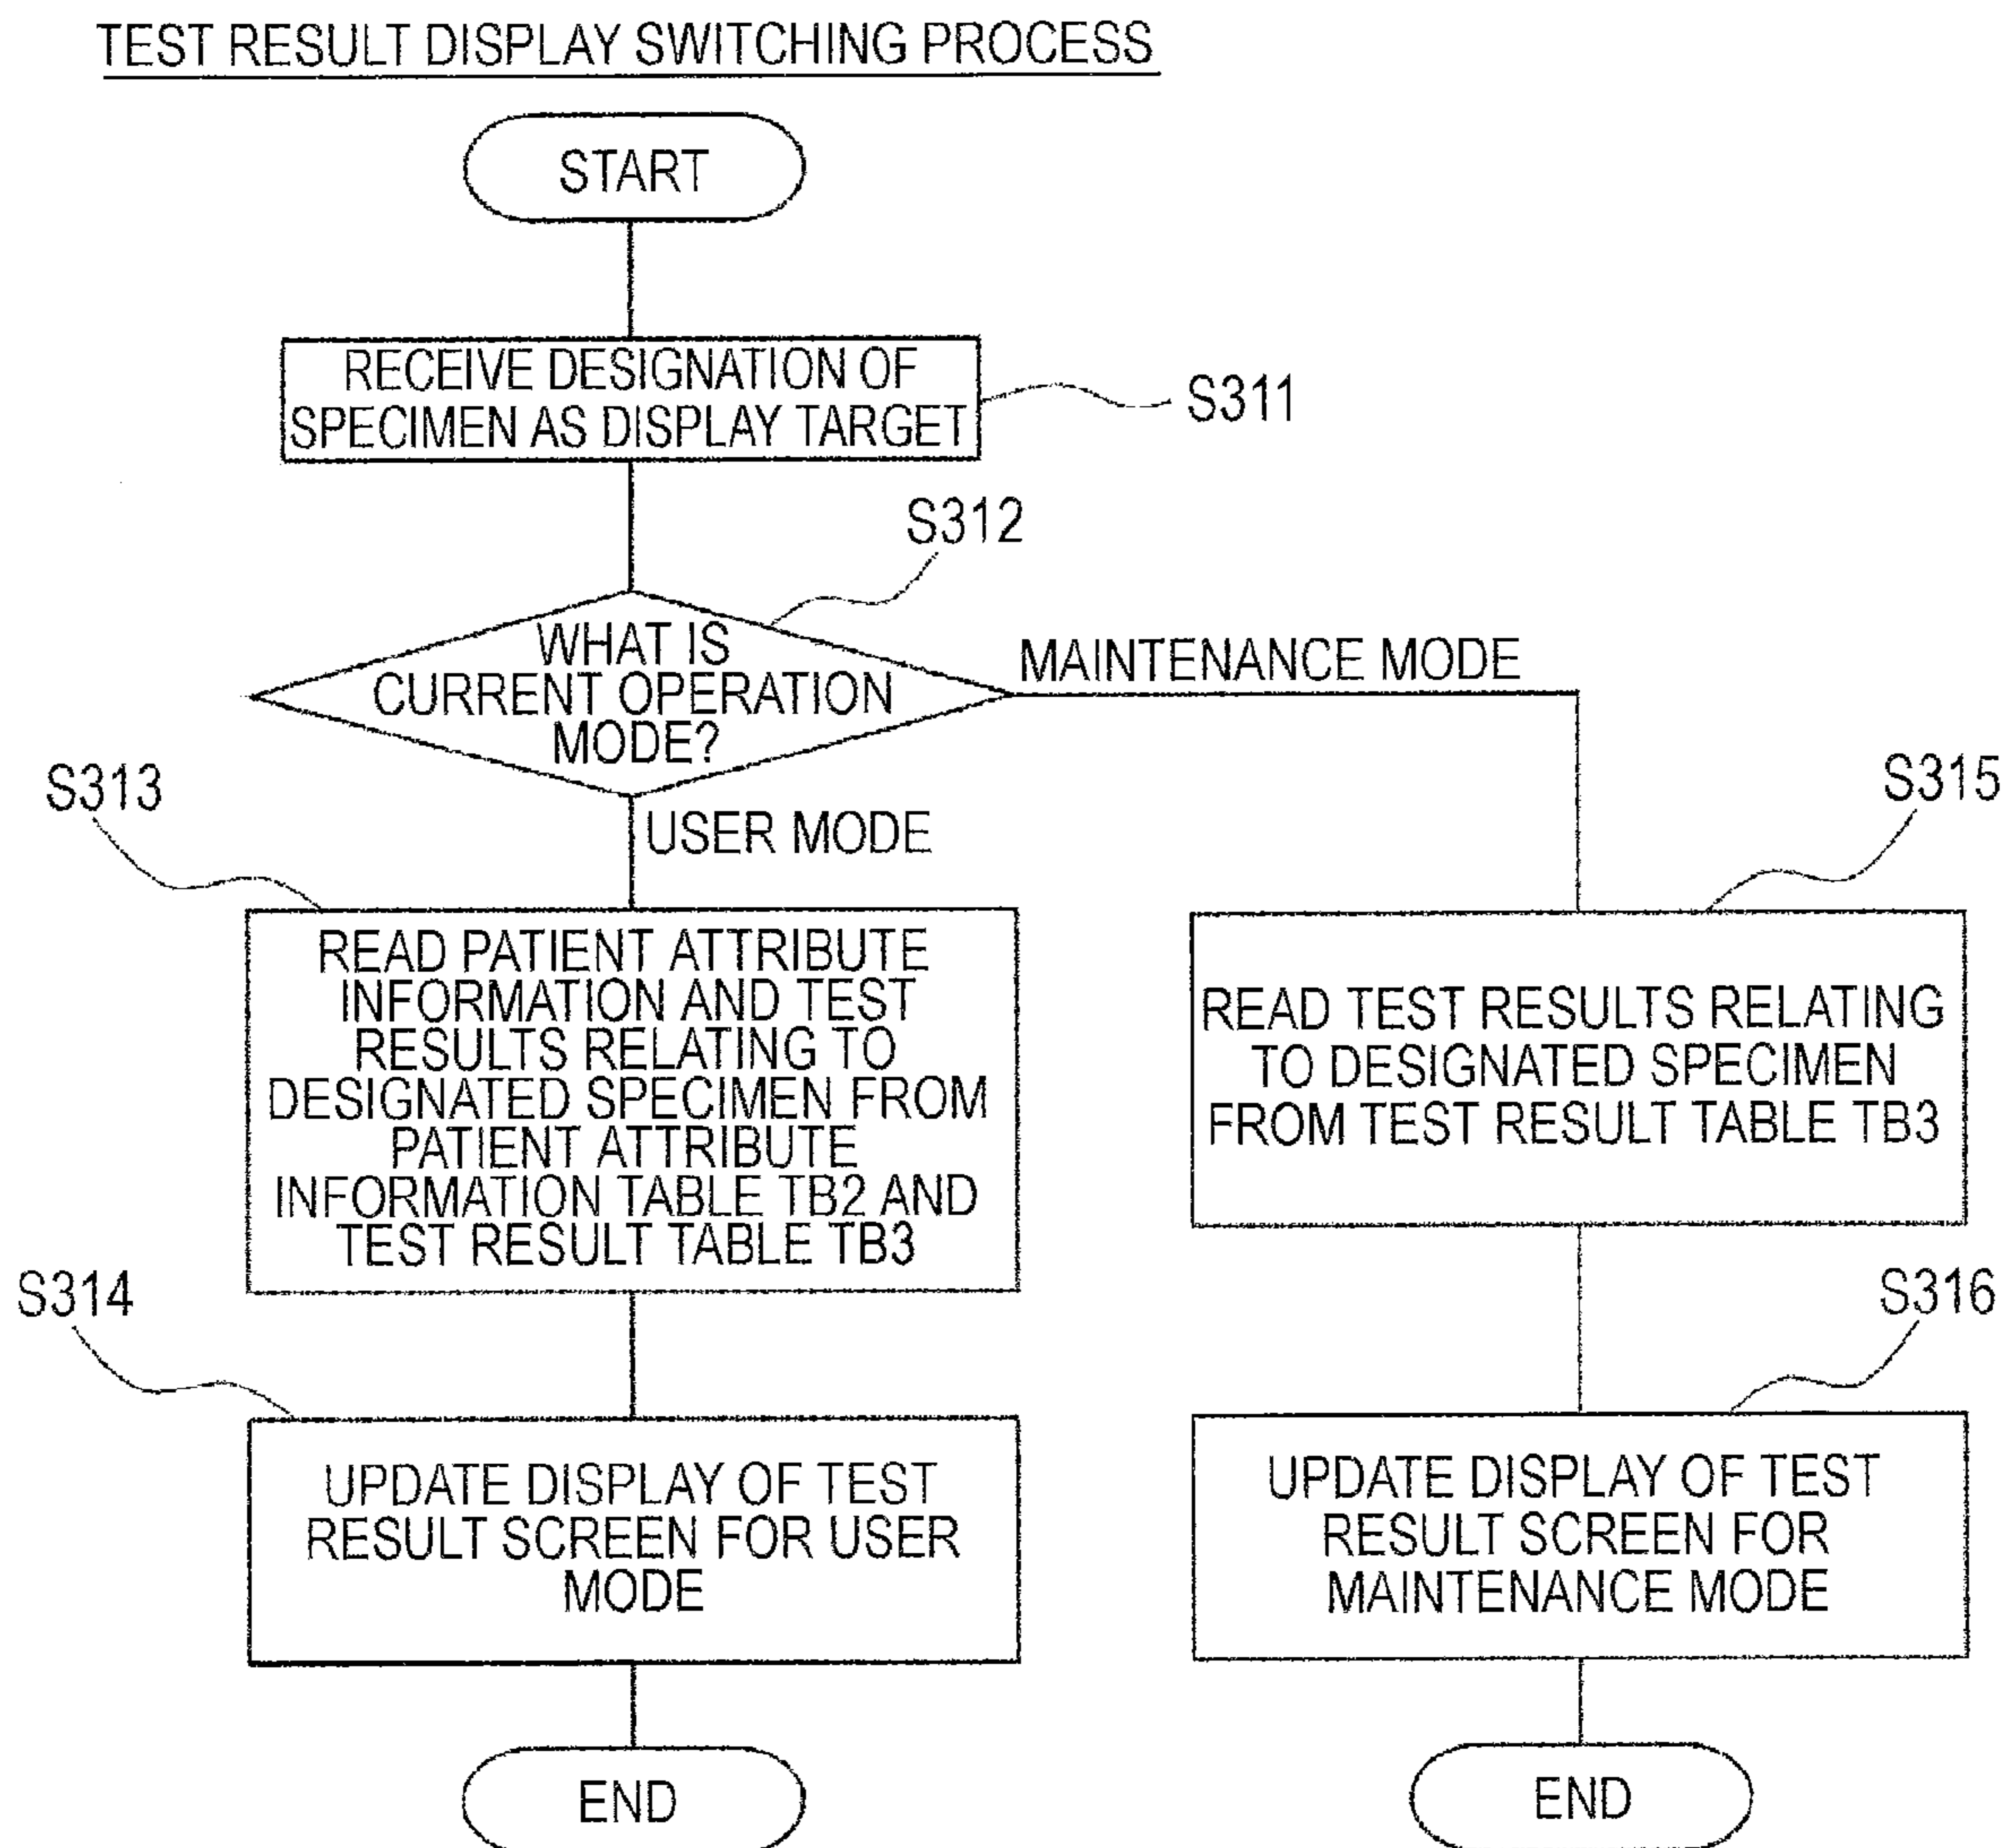 TEST RESULT DISPLAY SWITCHING PROCESS
START
RECEIVE DESIGNATION OF
SPECIMEN AS DISPLAY TARGET
S311
S312
WHAT IS
CURRENT OPERATION
MODE?
MAINTENANCE MODE
USER MODE
S313
READ PATIENT ATTRIBUTE
INFORMATION AND TEST
RESULTS RELATING TO
DESIGNATED SPECIMEN FROM
PATIENT ATTRIBUTE
INFORMATION TABLE TB2 AND
TEST RESULT TABLE TB3
S315
READ TEST RESULTS RELATING
TO DESIGNATED SPECIMEN
FROM TEST RESULT TABLE TB3
S314
UPDATE DISPLAY OF TEST
RESULT SCREEN FOR USER
MODE
S316
UPDATE DISPLAY OF TEST
RESULT SCREEN FOR
MAINTENANCE MODE
END
END